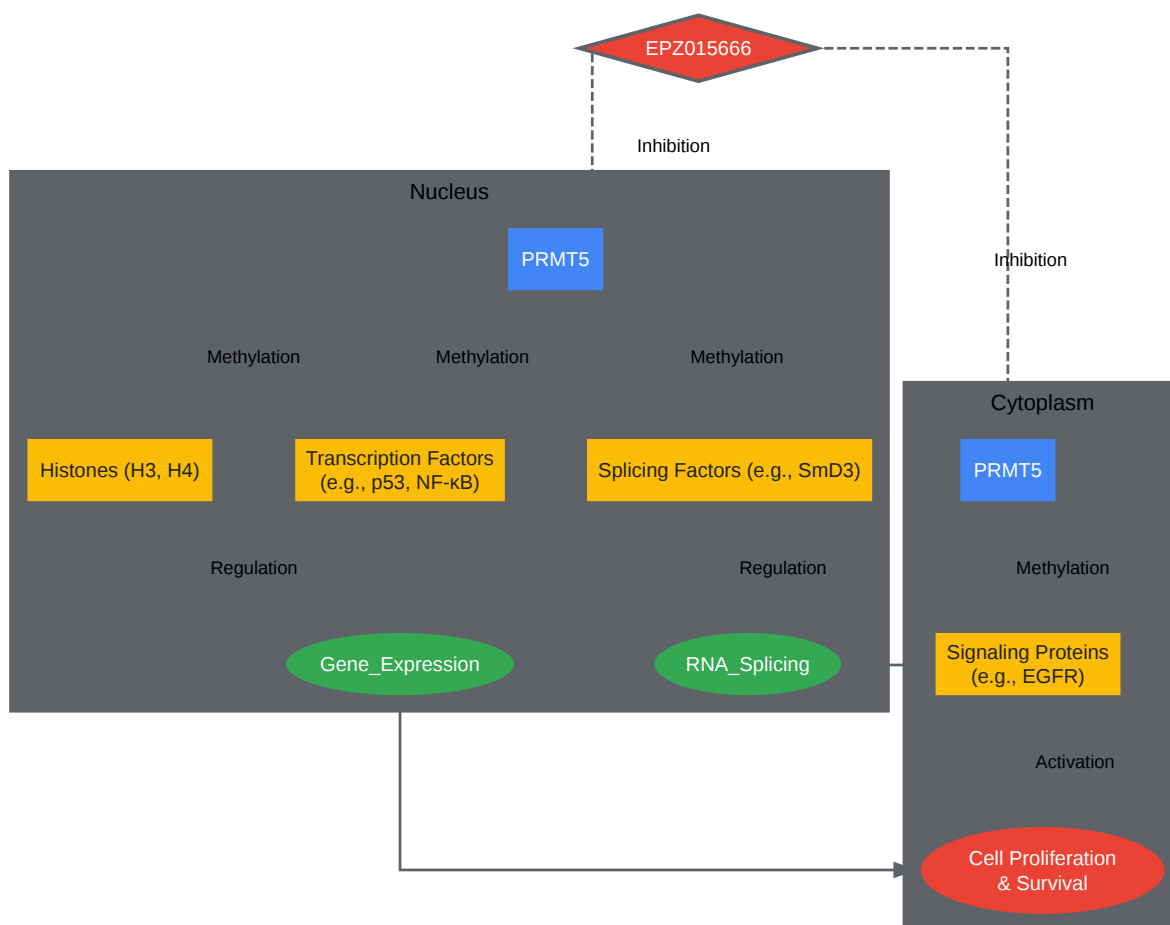 EPZ015666
Inhibition
Nucleus
PRMT5
Inhibition
Methylation
Methylation
Methylation
Cytoplasm
Histones (H3, H4)
Transcription Factors
(e.g., p53, NF-κB)
Splicing Factors (e.g., SmD3)
PRMT5
Regulation
Regulation
Methylation
Gene_Expression
RNA_Splicing
Signaling Proteins
(e.g., EGFR)
Activation
Cell Proliferation
& Survival